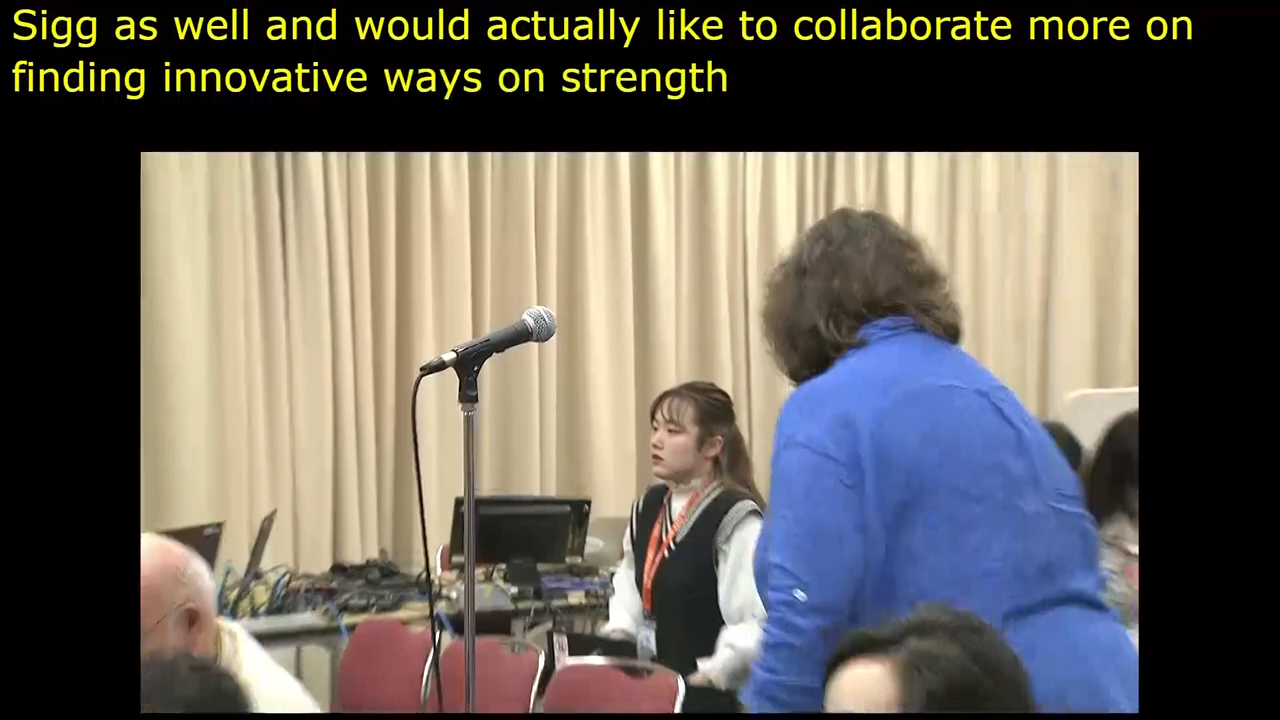 Sigg as well and would actually like to collaborate more on
finding innovative ways on strength